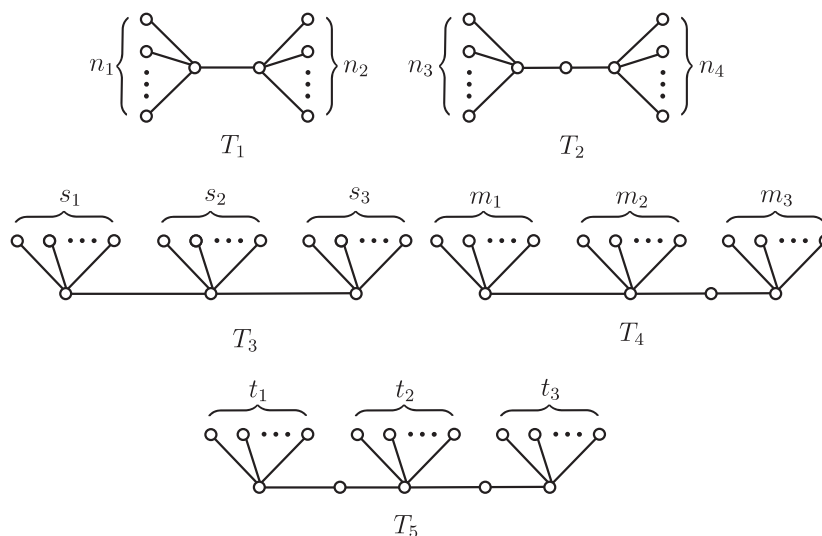 n₁ n₂ n₃ n₄
T₁ T₂
s₁ s₂ s₃ m₁ m₂ m₃
T₃ T₄
t₁ t₂ t₃
T₅